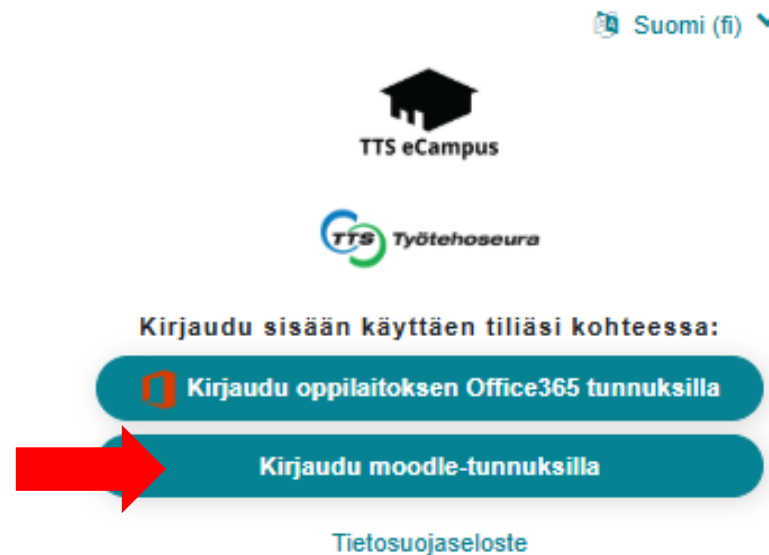 Suomi (fi)
TTS eCampus
TTS Työtehoseura
Kirjaudu sisään käyttäen tiliäsi kohteessa:
Kirjaudu oppilaitoksen Office365 tunnuksilla
Kirjaudu moodle-tunnuksilla
Tietosuojaseloste